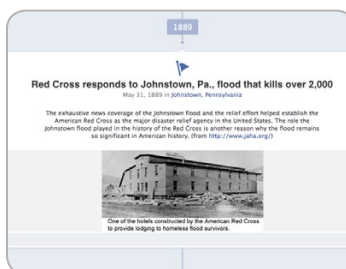 1889
Red Cross responds to Johnstown, Pa., flood that kills over 2,000
May 31, 1889 in Johnstown, Pennsylvania
The exhaustive news coverage of the Johnstown flood and the relief effort helped establish the
American Red Cross as the major disaster relief agency in the United States. The role the
Johnstown flood played in the history of the Red Cross is another reason why the flood remains
so significant in American history. (from http://www.jaha.org/)
One of the hotels constructed by the American Red Cross
to provide lodging to homeless flood survivors.